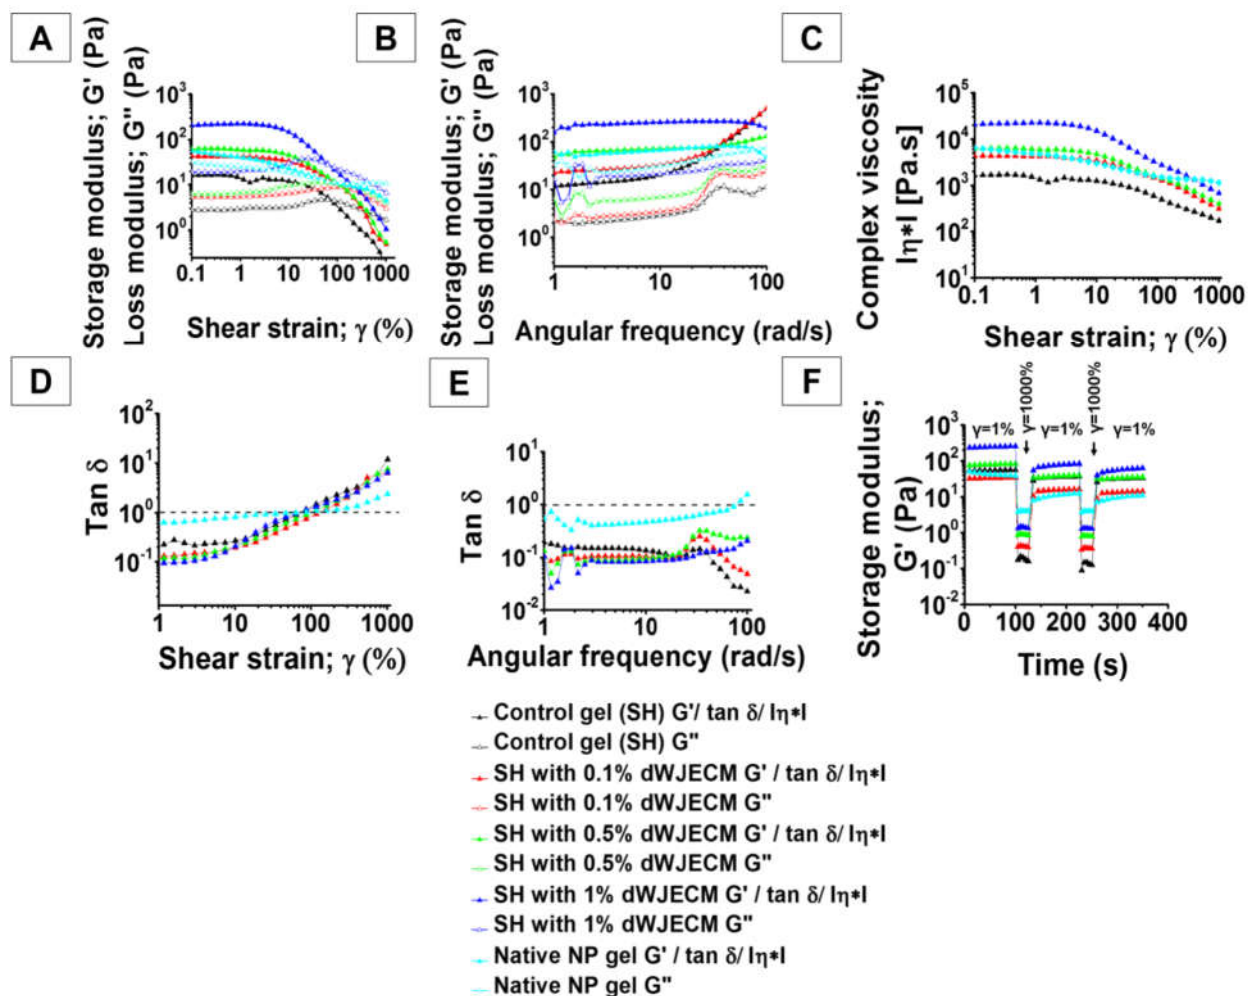 A
Storage modulus; G' (Pa)
Loss modulus; G" (Pa)
10³
10²
10¹
10⁰
0.1 1 10 100 1000
Shear strain; γ (%)
B
Storage modulus; G' (Pa)
Loss modulus; G" (Pa)
10³
10²
10¹
10⁰
1 10 100
Angular frequency (rad/s)
C
Complex viscosity
Iη*I [Pa.s]
10⁵
10⁴
10³
10²
10¹
0.1 1 10 100 1000
Shear strain; γ (%)
D
Tan δ
10²
10¹
10⁰
10⁻¹
10⁻²
1 10 100 1000
Shear strain; γ (%)
E
Tan δ
10²
10¹
10⁰
10⁻¹
10⁻²
1 10 100
Angular frequency (rad/s)
F
Storage modulus;
G' (Pa)
γ=1% γ=1000% γ=1% γ=1000% γ=1%
10³
10²
10¹
10⁰
10⁻¹
10⁻²
0 100 200 300 400
Time (s)
Control gel (SH) G'/ tan δ/ Iη*I
Control gel (SH) G"
SH with 0.1% dWJECM G' / tan δ/ Iη*I
SH with 0.1% dWJECM G"
SH with 0.5% dWJECM G' / tan δ/ Iη*I
SH with 0.5% dWJECM G"
SH with 1% dWJECM G' / tan δ/ Iη*I
SH with 1% dWJECM G"
Native NP gel G' / tan δ/ Iη*I
Native NP gel G"